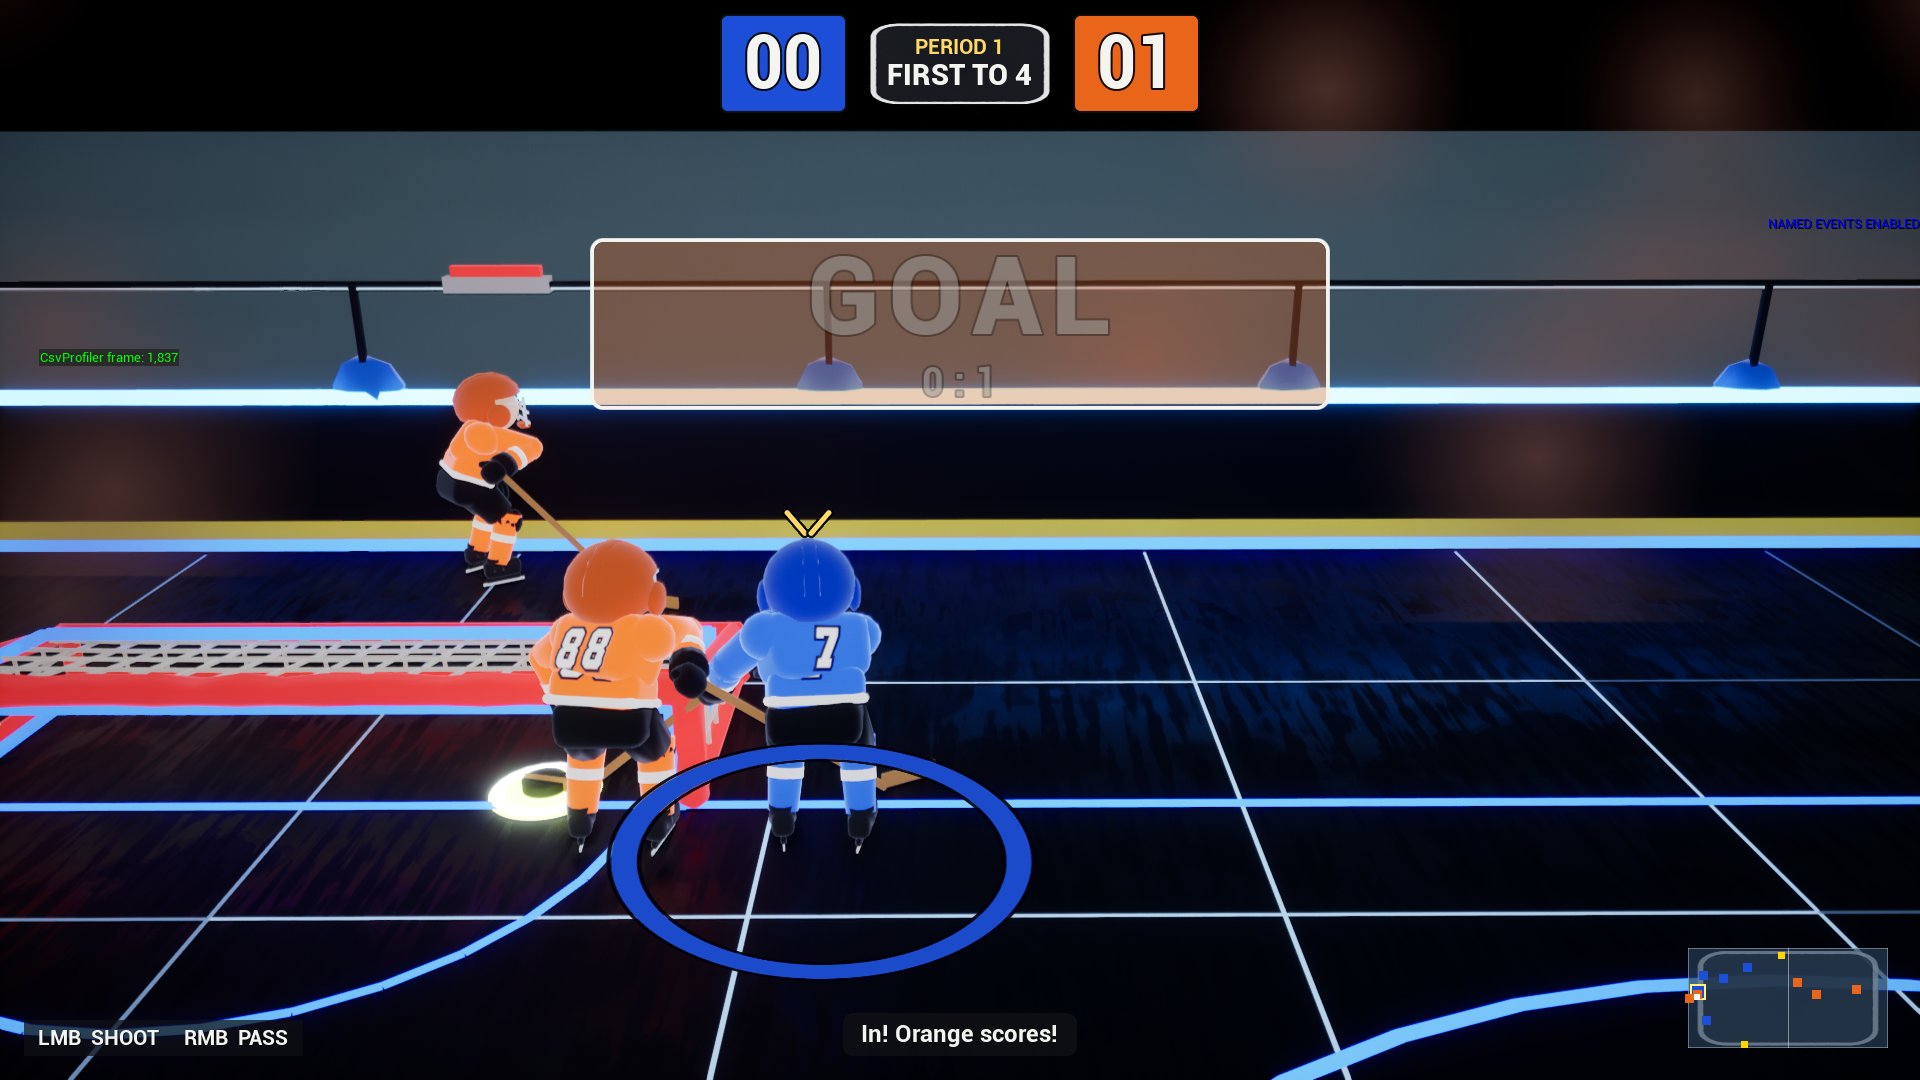 00
PERIOD 1
FIRST TO 4
01
NAMED EVENTS ENABLED
GOAL
0 : 1
CsvProfiler frame: 1,837
88
7
LMB SHOOT RMB PASS
In! Orange scores!